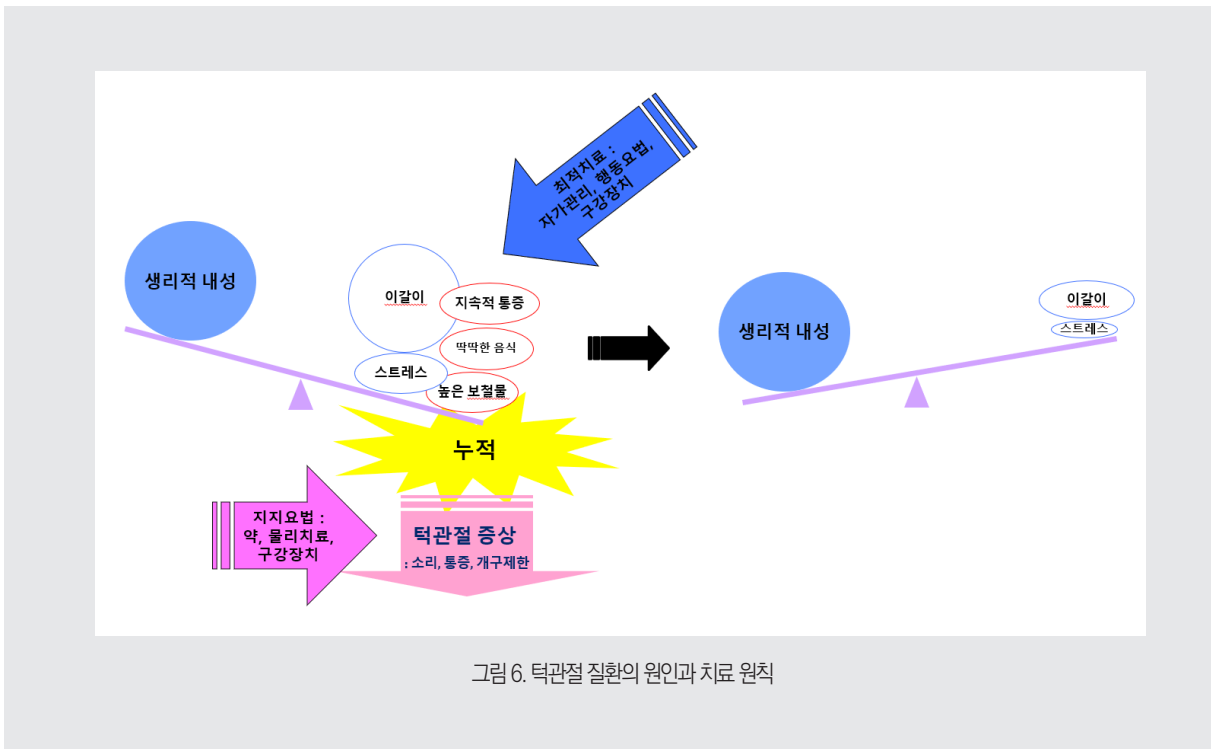 최적치료 :
자가관리, 행동요법,
구강장치
생리적 내성
이갈이
지속적 통증
딱딱한 음식
스트레스
높은 보철물
누적
지지요법 :
약, 물리치료,
구강장치
턱관절 증상
: 소리, 통증, 개구제한
생리적 내성
이갈이
스트레스
그림 6. 턱관절 질환의 원인과 치료 원칙